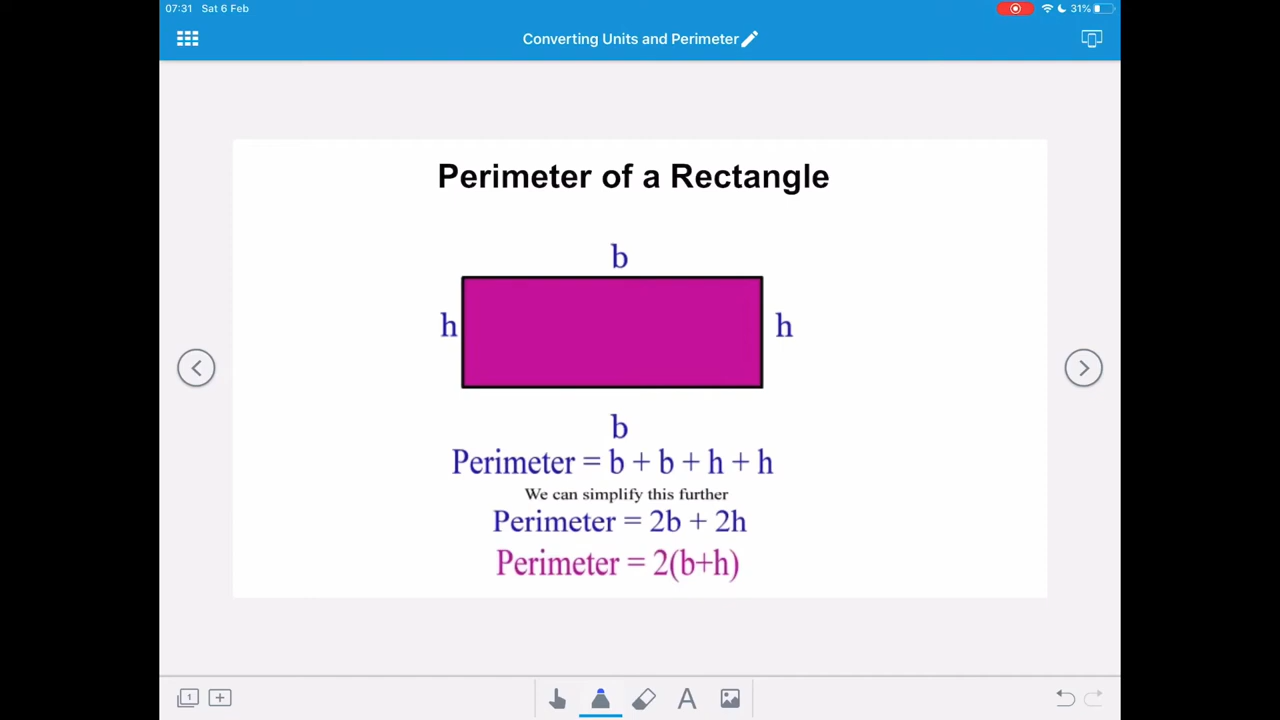 07:31 Sat 6 Feb
31%
Converting Units and Perimeter
Perimeter of a Rectangle
b
h h
b
Perimeter = b + b + h + h
We can simplify this further
Perimeter = 2b + 2h
Perimeter = 2(b+h)
1
A